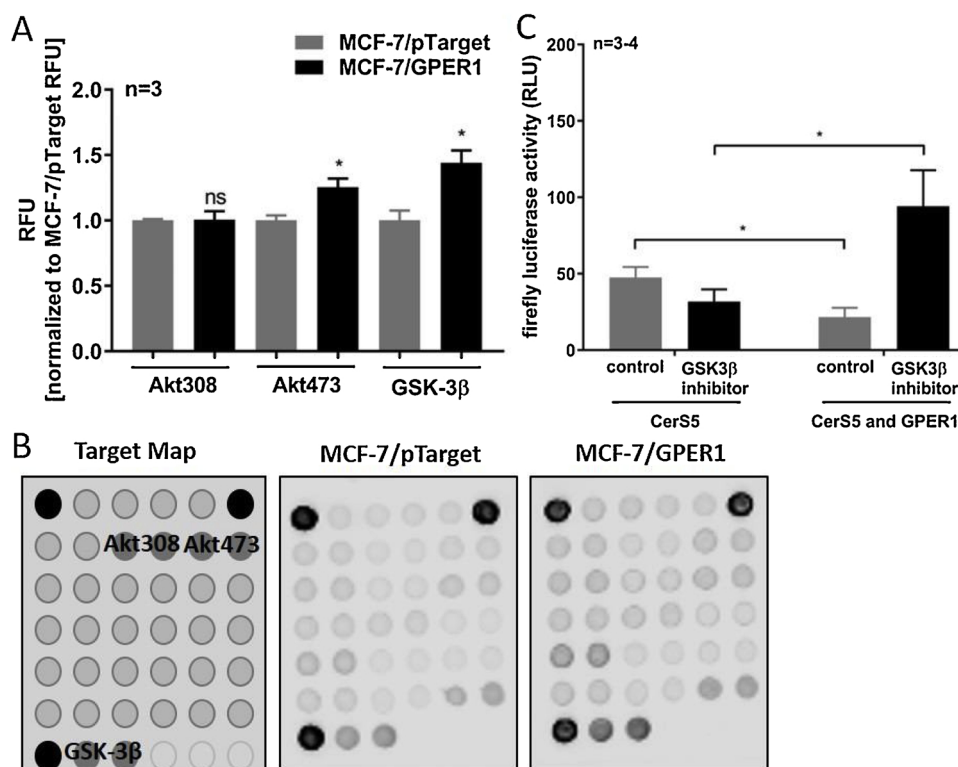 A
MCF-7/pTarget
MCF-7/GPER1
n=3
RFU
[normalized to MCF-7/pTarget RFU]
2.0
1.5
1.0
0.5
0.0
ns
*
*
Akt308
Akt473
GSK-3β
C
n=3-4
firefly luciferase activity (RLU)
200
150
100
50
0
*
*
control
GSK3β
inhibitor
control
GSK3β
inhibitor
CerS5
CerS5 and GPER1
B
Target Map
MCF-7/pTarget
MCF-7/GPER1
Akt308
Akt473
GSK-3β